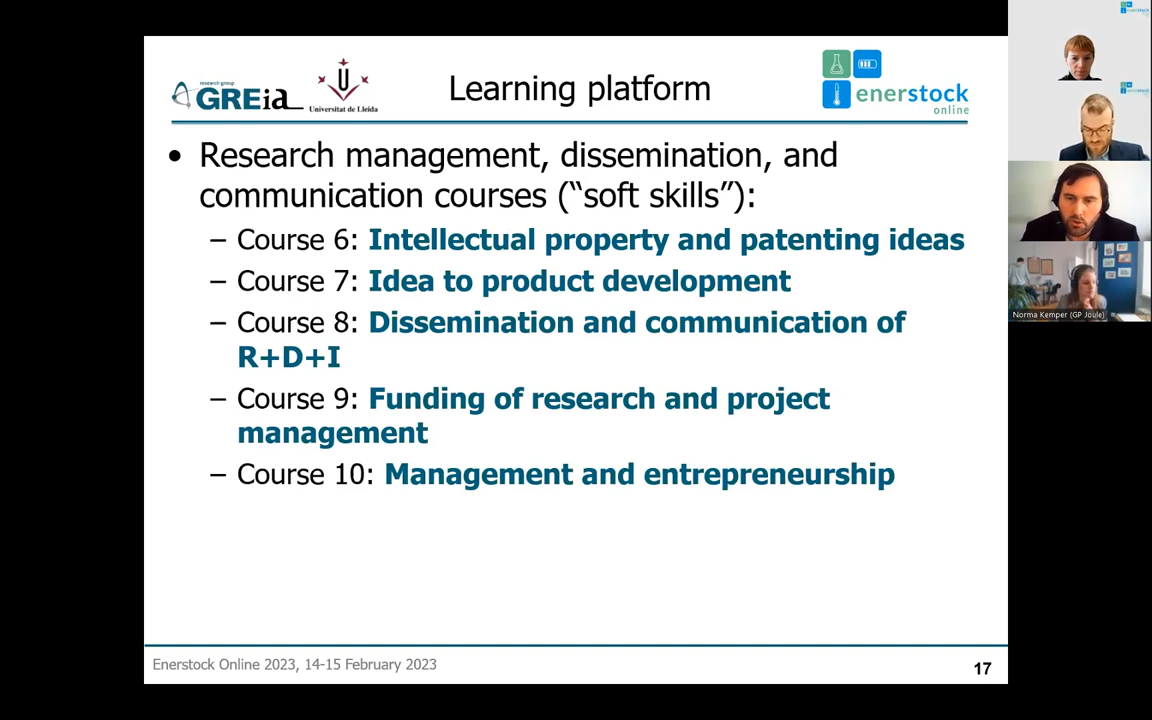 research group
GREiA
Universitat de Lleida
Learning platform
enerstock
online
• Research management, dissemination, and
communication courses (“soft skills”):
– Course 6: Intellectual property and patenting ideas
– Course 7: Idea to product development
– Course 8: Dissemination and communication of
R+D+I
– Course 9: Funding of research and project
management
– Course 10: Management and entrepreneurship
Enerstock Online 2023, 14-15 February 2023
17
enerstock
enerstock
Norma Kemper (GP Joule)